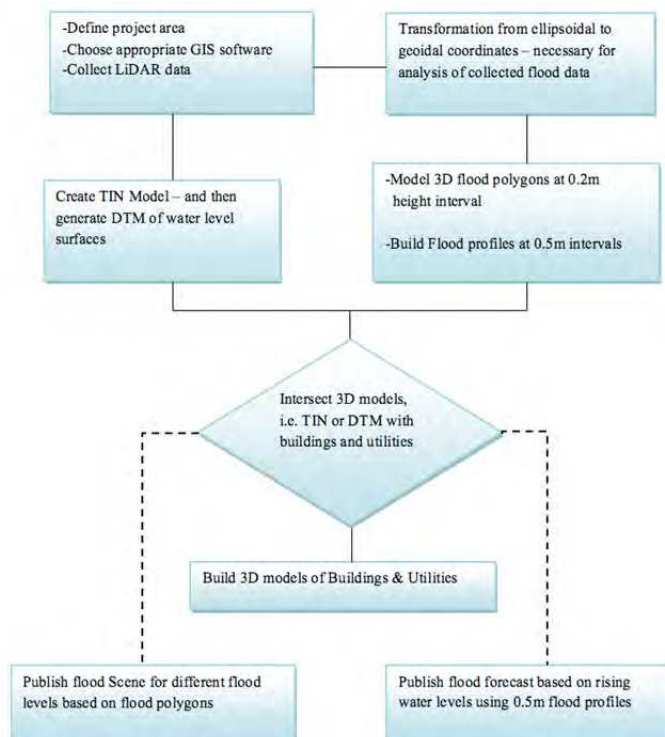 -Define project area
-Choose appropriate GIS software
-Collect LiDAR data
Transformation from ellipsoidal to
geoidal coordinates – necessary for
analysis of collected flood data
Create TIN Model – and then
generate DTM of water level
surfaces
-Model 3D flood polygons at 0.2m
height interval
-Build Flood profiles at 0.5m intervals
Intersect 3D models,
i.e. TIN or DTM with
buildings and utilities
Build 3D models of Buildings & Utilities
Publish flood Scene for different flood
levels based on flood polygons
Publish flood forecast based on rising
water levels using 0.5m flood profiles